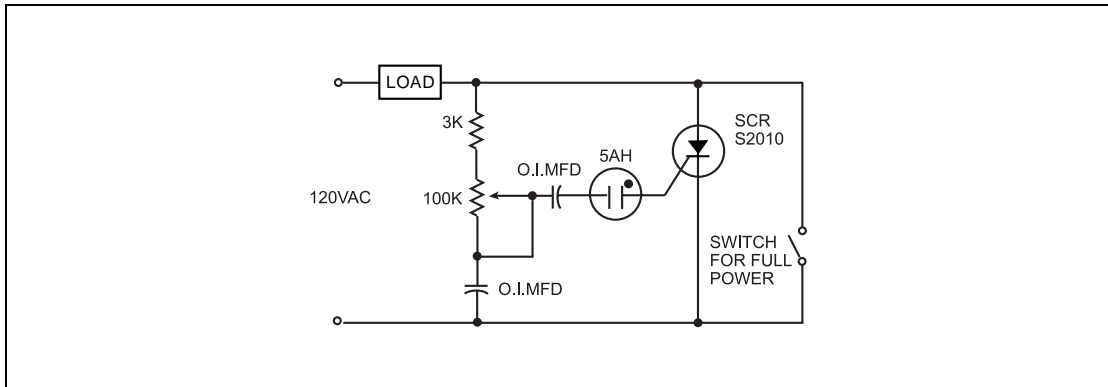 LOAD
3K
SCR
S2010
5AH
O.I.MFD
120VAC
100K
SWITCH
FOR FULL
POWER
O.I.MFD